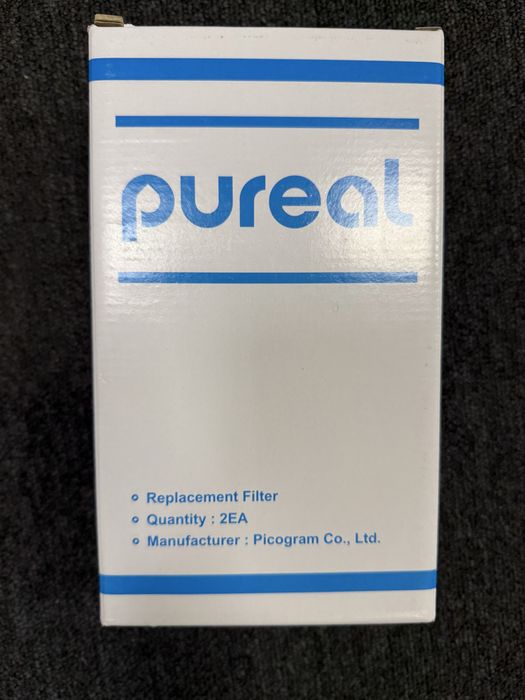 pureal
Replacement Filter
Quantity : 2EA
Manufacturer : Picogram Co., Ltd.